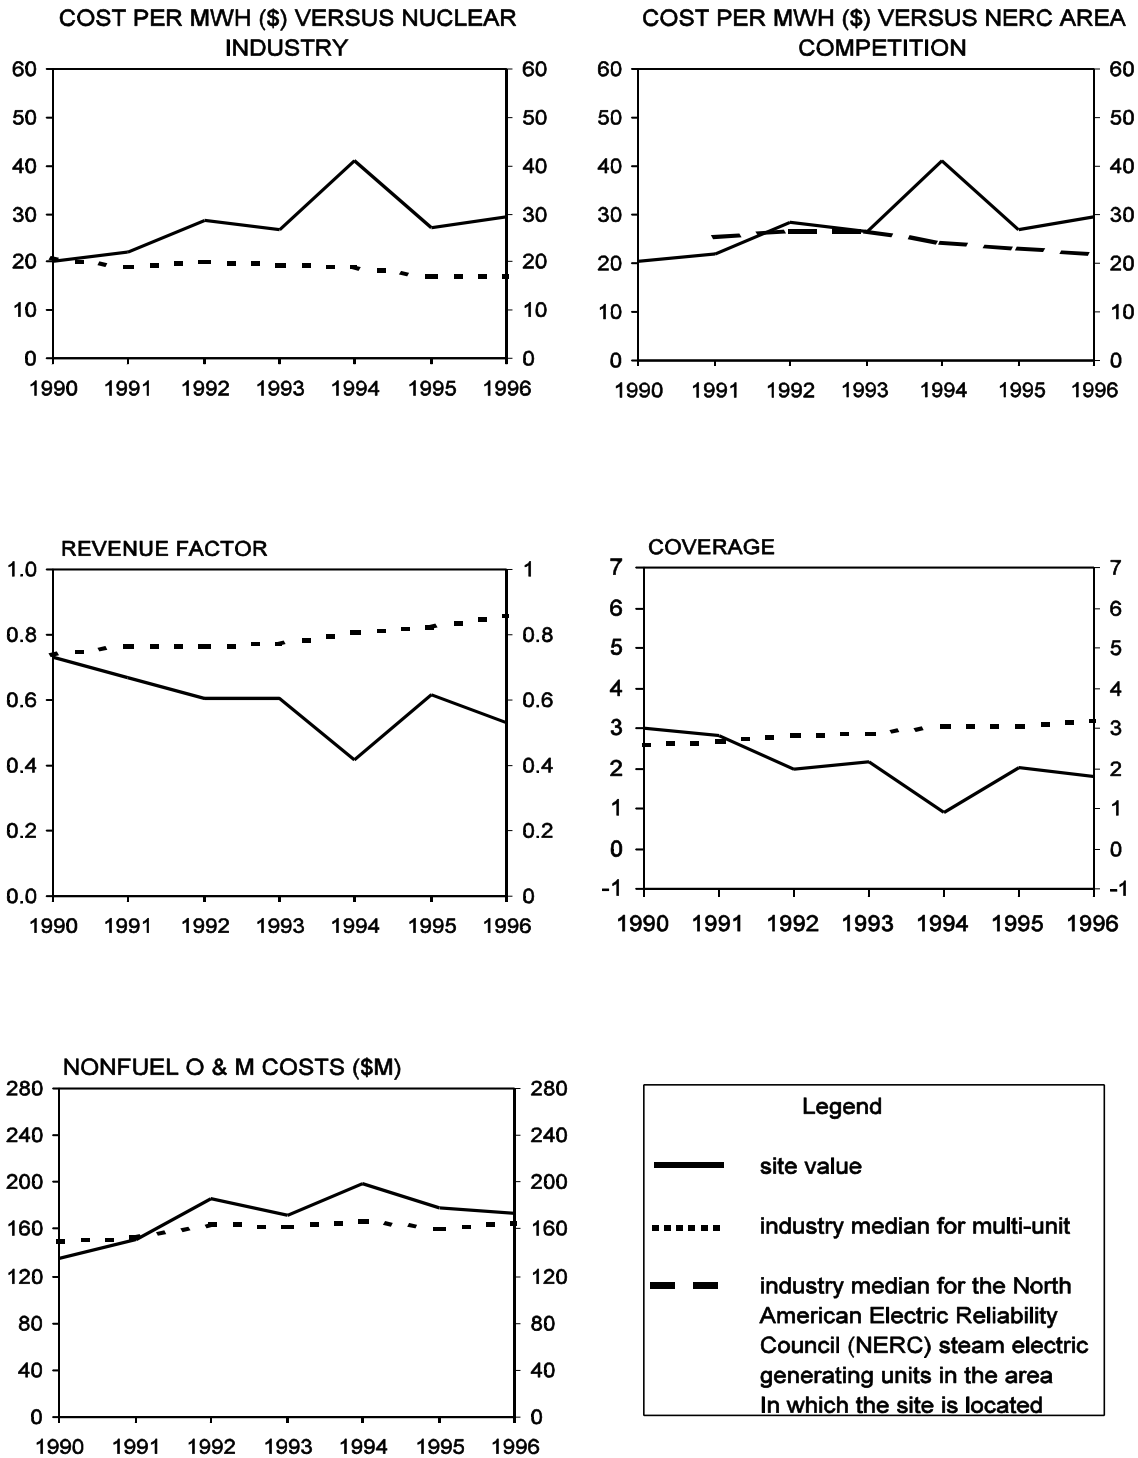 COST PER MWH ($) VERSUS NUCLEAR
INDUSTRY
60 60
50 50
40 40
30 30
20 20
10 10
0 0
1990 1991 1992 1993 1994 1995 1996
COST PER MWH ($) VERSUS NERC AREA
COMPETITION
60 60
50 50
40 40
30 30
20 20
10 10
0 0
1990 1991 1992 1993 1994 1995 1996
REVENUE FACTOR
1.0 1
0.8 0.8
0.6 0.6
0.4 0.4
0.2 0.2
0.0 0
1990 1991 1992 1993 1994 1995 1996
COVERAGE
7 7
6 6
5 5
4 4
3 3
2 2
1 1
0 0
-1 -1
1990 1991 1992 1993 1994 1995 1996
NONFUEL O & M COSTS ($M)
280 280
240 240
200 200
160 160
120 120
80 80
40 40
0 0
1990 1991 1992 1993 1994 1995 1996
Legend
site value
industry median for multi-unit
industry median for the North
American Electric Reliability
Council (NERC) steam electric
generating units in the area
In which the site is located